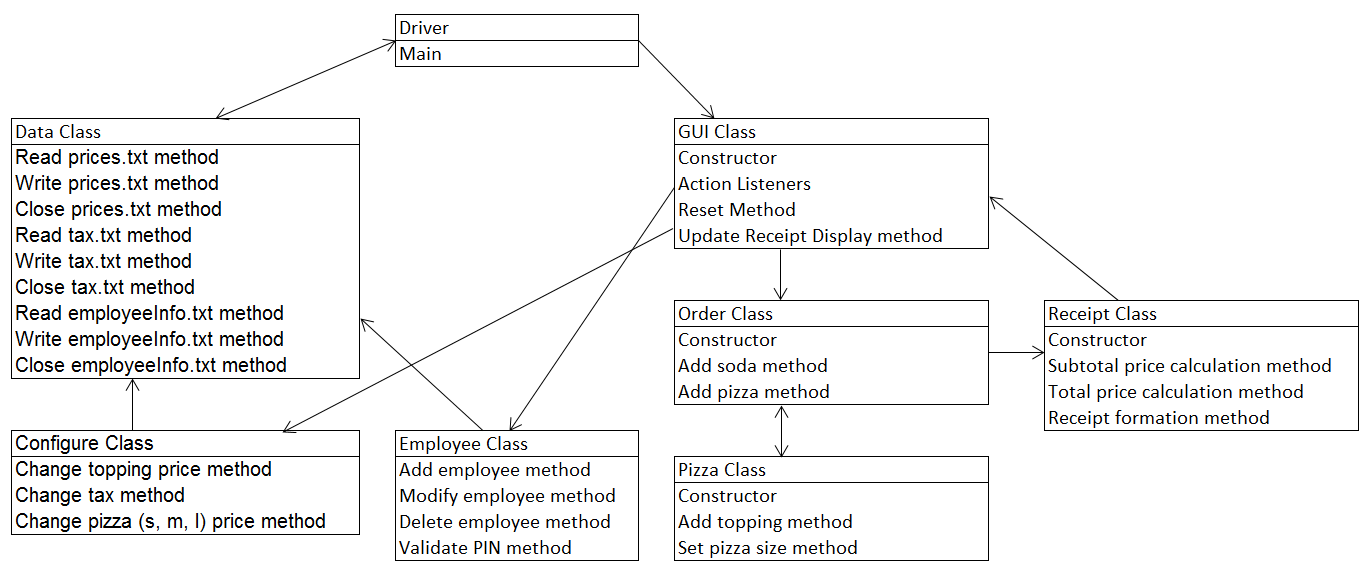 Driver
Main
Data Class
Read prices.txt method
Write prices.txt method
Close prices.txt method
Read tax.txt method
Write tax.txt method
Close tax.txt method
Read employeeInfo.txt method
Write employeeInfo.txt method
Close employeeInfo.txt method
GUI Class
Constructor
Action Listeners
Reset Method
Update Receipt Display method
Order Class
Constructor
Add soda method
Add pizza method
Receipt Class
Constructor
Subtotal price calculation method
Total price calculation method
Receipt formation method
Configure Class
Change topping price method
Change tax method
Change pizza (s, m, l) price method
Employee Class
Add employee method
Modify employee method
Delete employee method
Validate PIN method
Pizza Class
Constructor
Add topping method
Set pizza size method